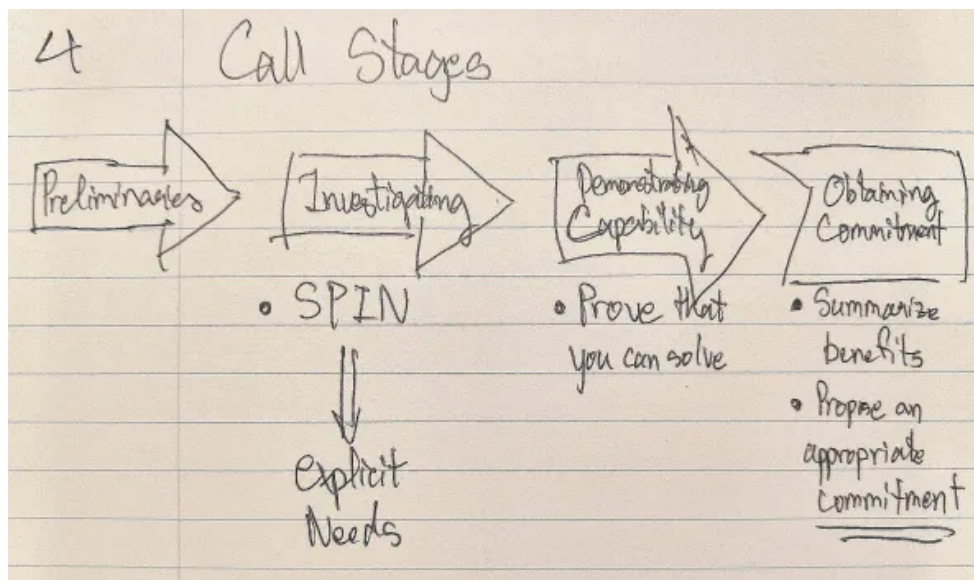 4 Call Stages
Preliminaries
Investigating
• SPIN
Explicit
Needs
Demonstrating
Capability
• Prove that
you can solve
Obtaining
Commitment
• Summarize
benefits
• Propose an
appropriate
commitment